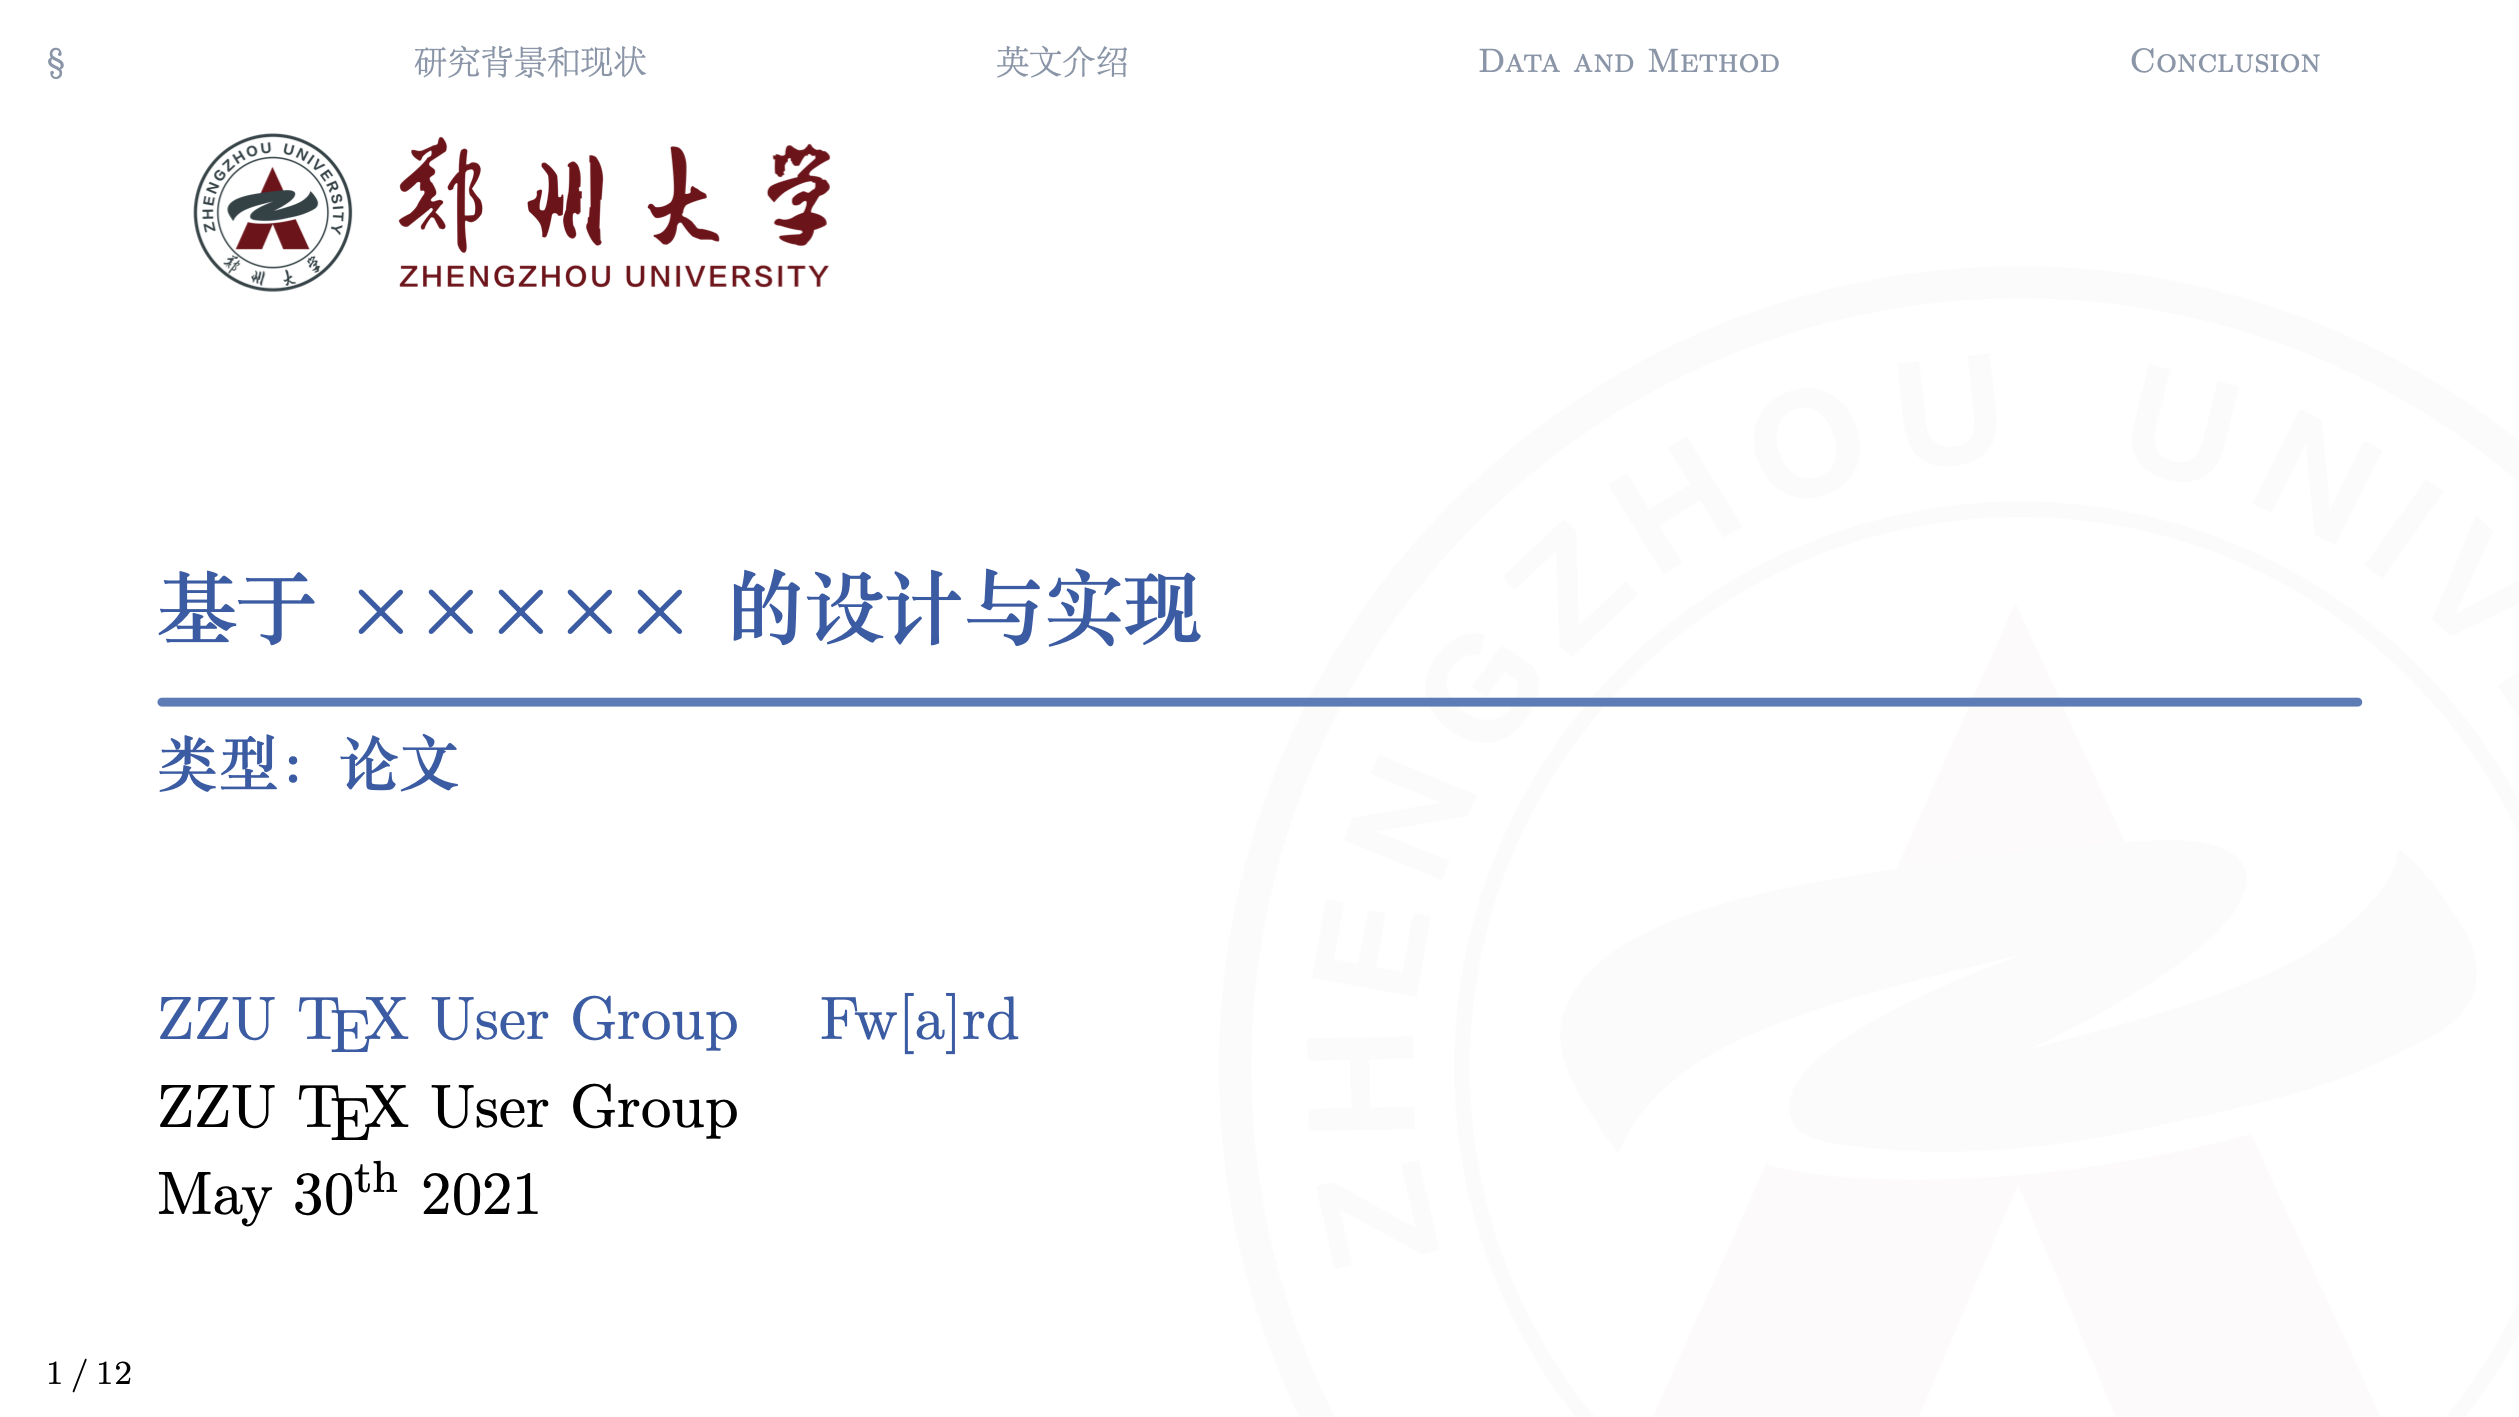 § 研究背景和现状 英文介绍 Data and Method Conclusion
ZHENGZHOU UNIVERSITY
郑州大学
郑州大学
ZHENGZHOU UNIVERSITY
ZHENGZHOU UNIV
基于 ××××× 的设计与实现
类型：论文
ZZU TEX User Group Fw[a]rd
ZZU TEX User Group
May 30th 2021
1 / 12